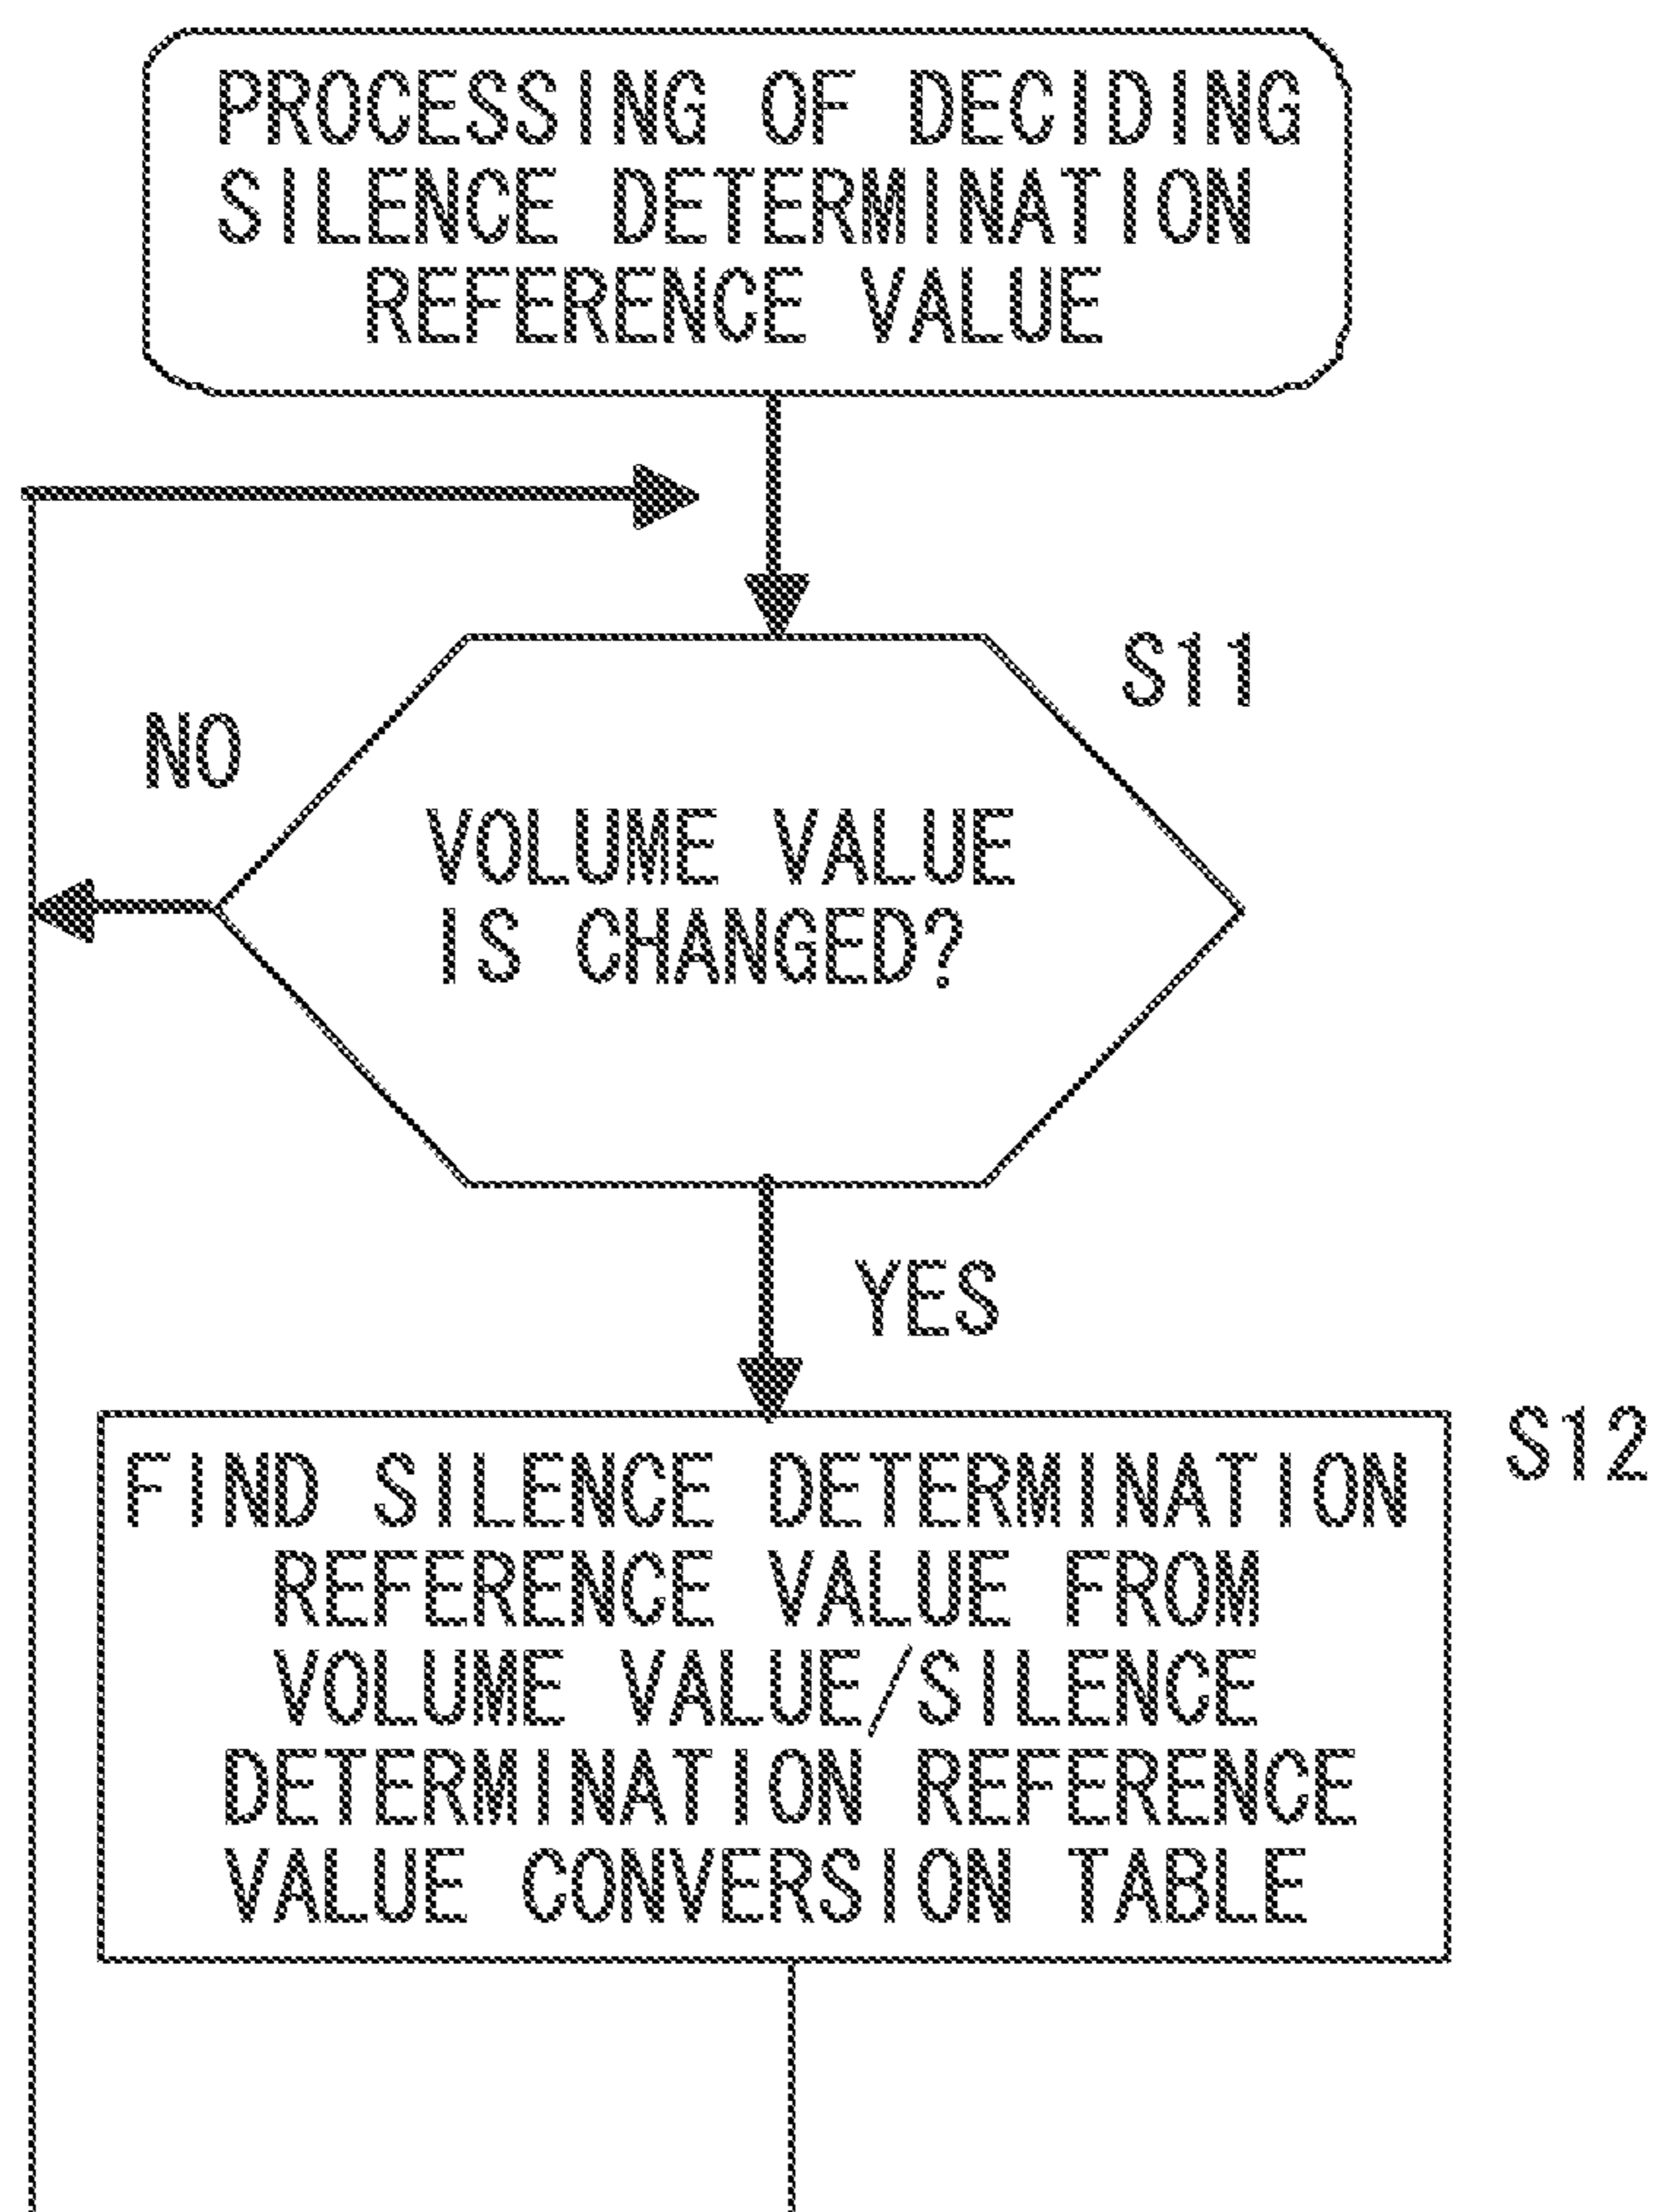 PROCESSING OF DECIDING
SILENCE DETERMINATION
REFERENCE VALUE
S11
NO
VOLUME VALUE
IS CHANGED?
YES
S12
FIND SILENCE DETERMINATION
REFERENCE VALUE FROM
VOLUME VALUE/SILENCE
DETERMINATION REFERENCE
VALUE CONVERSION TABLE